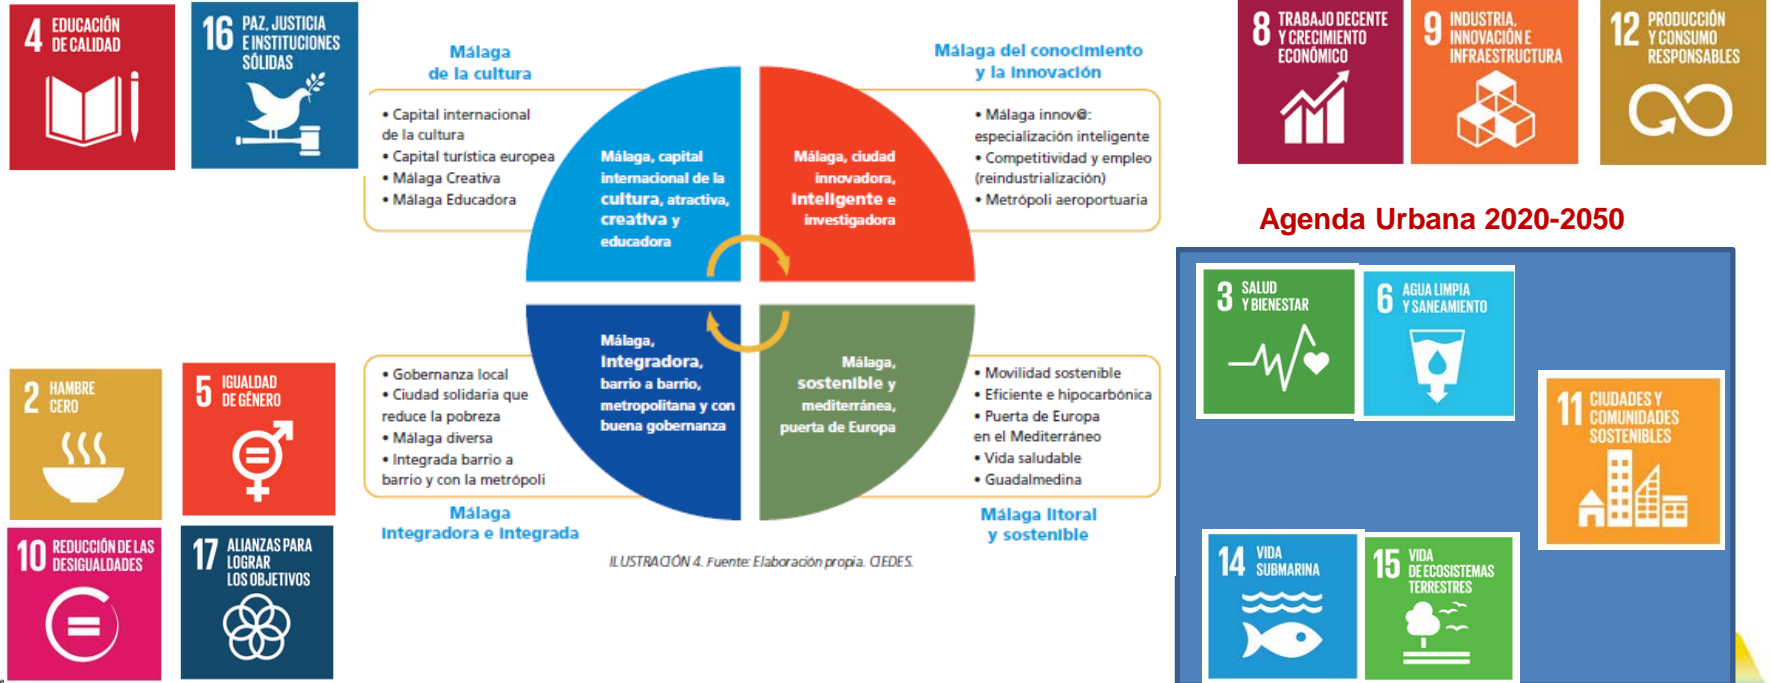 4 EDUCACIÓN
DE CALIDAD
16 PAZ, JUSTICIA
E INSTITUCIONES
SÓLIDAS
Málaga
de la cultura
• Capital internacional
de la cultura
• Capital turística europea
• Málaga Creativa
• Málaga Educadora
Málaga, capital
internacional de la
cultura, atractiva,
creativa y
educadora
Málaga, ciudad
innovadora,
Inteligente e
investigadora
Málaga del conocimiento
y la Innovación
• Málaga innov@:
especialización inteligente
• Competitividad y empleo
(reindustrialización)
• Metrópoli aeroportuaria
8 TRABAJO DECENTE
Y CRECIMIENTO
ECONÓMICO
9 INDUSTRIA,
INNOVACIÓN E
INFRAESTRUCTURA
12 PRODUCCIÓN
Y CONSUMO
RESPONSABLES
Agenda Urbana 2020-2050
2 HAMBRE
CERO
5 IGUALDAD
DE GÉNERO
10 REDUCCIÓN DE LAS
DESIGUALDADES
17 ALIANZAS PARA
LOGRAR
LOS OBJETIVOS
• Gobernanza local
• Ciudad solidaria que
reduce la pobreza
• Málaga diversa
• Integrada barrio a
barrio y con la metrópoli
Málaga
Integradora e Integrada
Málaga,
Integradora,
barrio a barrio,
metropolitana y con
buena gobernanza
Málaga,
sostenible y
mediterránea,
puerta de Europa
• Movilidad sostenible
• Eficiente e hipocarbónica
• Puerta de Europa
en el Mediterráneo
• Vida saludable
• Guadalmedina
Málaga litoral
y sostenible
ILUSTRACIÓN 4. Fuente: Elaboración propia. CIEDES.
3 SALUD
Y BIENESTAR
6 AGUA LIMPIA
Y SANEAMIENTO
11 CIUDADES Y
COMUNIDADES
SOSTENIBLES
14 VIDA
SUBMARINA
15 VIDA
DE ECOSISTEMAS
TERRESTRES